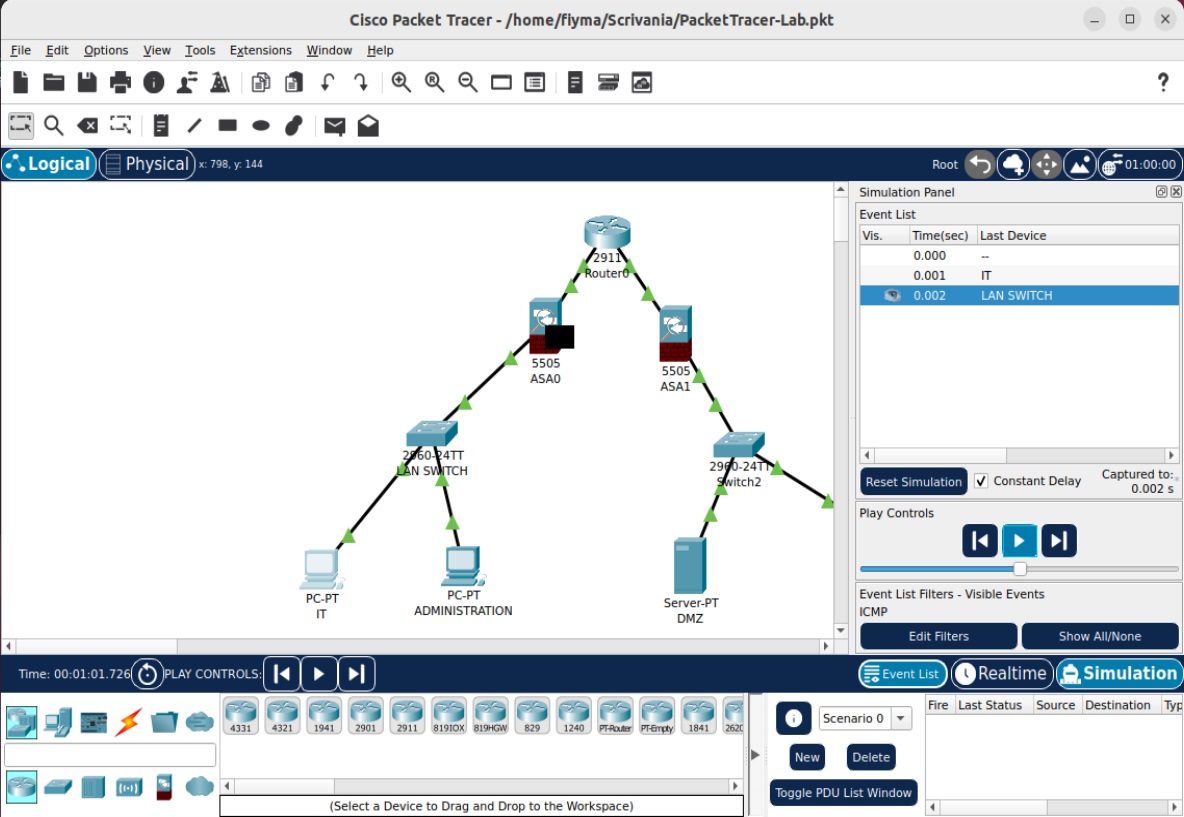 Cisco Packet Tracer - /home/flyma/Scrivania/PacketTracer-Lab.pkt
File Edit Options View Tools Extensions Window Help
?
Logical Physical x: 798, y: 144 Root 01:00:00
Simulation Panel
Event List
Vis. Time(sec) Last Device
0.000 --
0.001 IT
0.002 LAN SWITCH
2911
Router0
5505
ASA0
5505
ASA1
2960-24TT
LAN SWITCH
2960-24TT
Switch2
PC-PT
IT
PC-PT
ADMINISTRATION
Server-PT
DMZ
Reset Simulation Constant Delay Captured to:
0.002 s
Play Controls
Event List Filters - Visible Events
ICMP
Edit Filters Show All/None
Time: 00:01:01.726 PLAY CONTROLS: Event List Realtime Simulation
4331 4321 1941 2901 2911 819IOX 819HGW 829 1240 PT-Router PT-Empty 1841 2620
(Select a Device to Drag and Drop to the Workspace)
Scenario 0
New Delete
Toggle PDU List Window
Fire Last Status Source Destination Typ